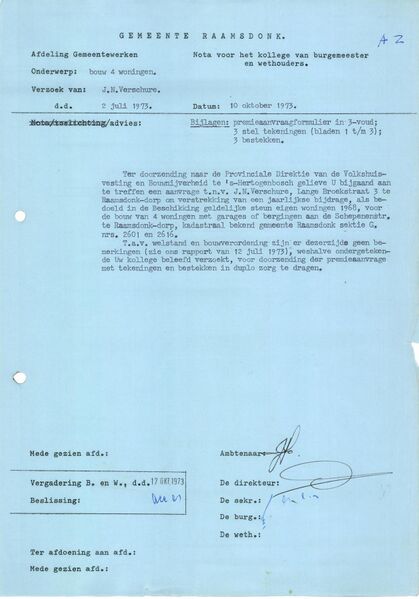 GEMEENTE RAAMSDONK.
A Z
Afdeling Gemeentewerken
Nota voor het kollege van burgemeester
en wethouders.
Onderwerp: bouw 4 woningen.
Verzoek van: J.N.Verschure.
d.d. 2 juli 1973.
Datum: 10 oktober 1973.
Nota/toelichting/advies:
Bijlagen: premieaanvraagformulier in 3-voud;
3 stel tekeningen (bladen 1 t/m 3);
3 bestekken.
Ter doorzending naar de Provinciale Direktie van de Volkshuis-
vesting en Bouwnijverheid te 's-Hertogenbosch gelieve U bijgaand aan
te treffen een aanvrage t.n.v. J.N.Verschure, Lange Broekstraat 3 te
Raamsdonk-dorp om verstrekking van een jaarlijkse bijdrage, als be-
doeld in de Beschikking geldelijke steun eigen woningen 1968, voor
de bouw van 4 woningen met garages of bergingen aan de Schepenenstr.
te Raamsdonk-dorp, kadastraal bekend gemeente Raamsdonk sektie G,
nrs. 2601 en 2616.
T.a.v. welstand en bouwverordening zijn er dezerzijds geen be-
merkingen (zie ons rapport van 12 juli 1973), weshalve ondergeteken-
de Uw kollege beleefd verzoekt, voor doorzending der premieaanvrage
met tekeningen en bestekken in duplo zorg te dragen.
Mede gezien afd.:
Ambtenaar:
Vergadering B. en W., d.d. 17 OKT. 1973
De direkteur:
Beslissing:
De sekr.:
De burg.:
De weth.:
Ter afdoening aan afd.:
Mede gezien afd.: